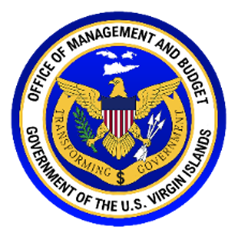 OFFICE OF MANAGEMENT AND BUDGET
TRANSFORMING GOVERNMENT
$
GOVERNMENT OF THE U.S. VIRGIN ISLANDS